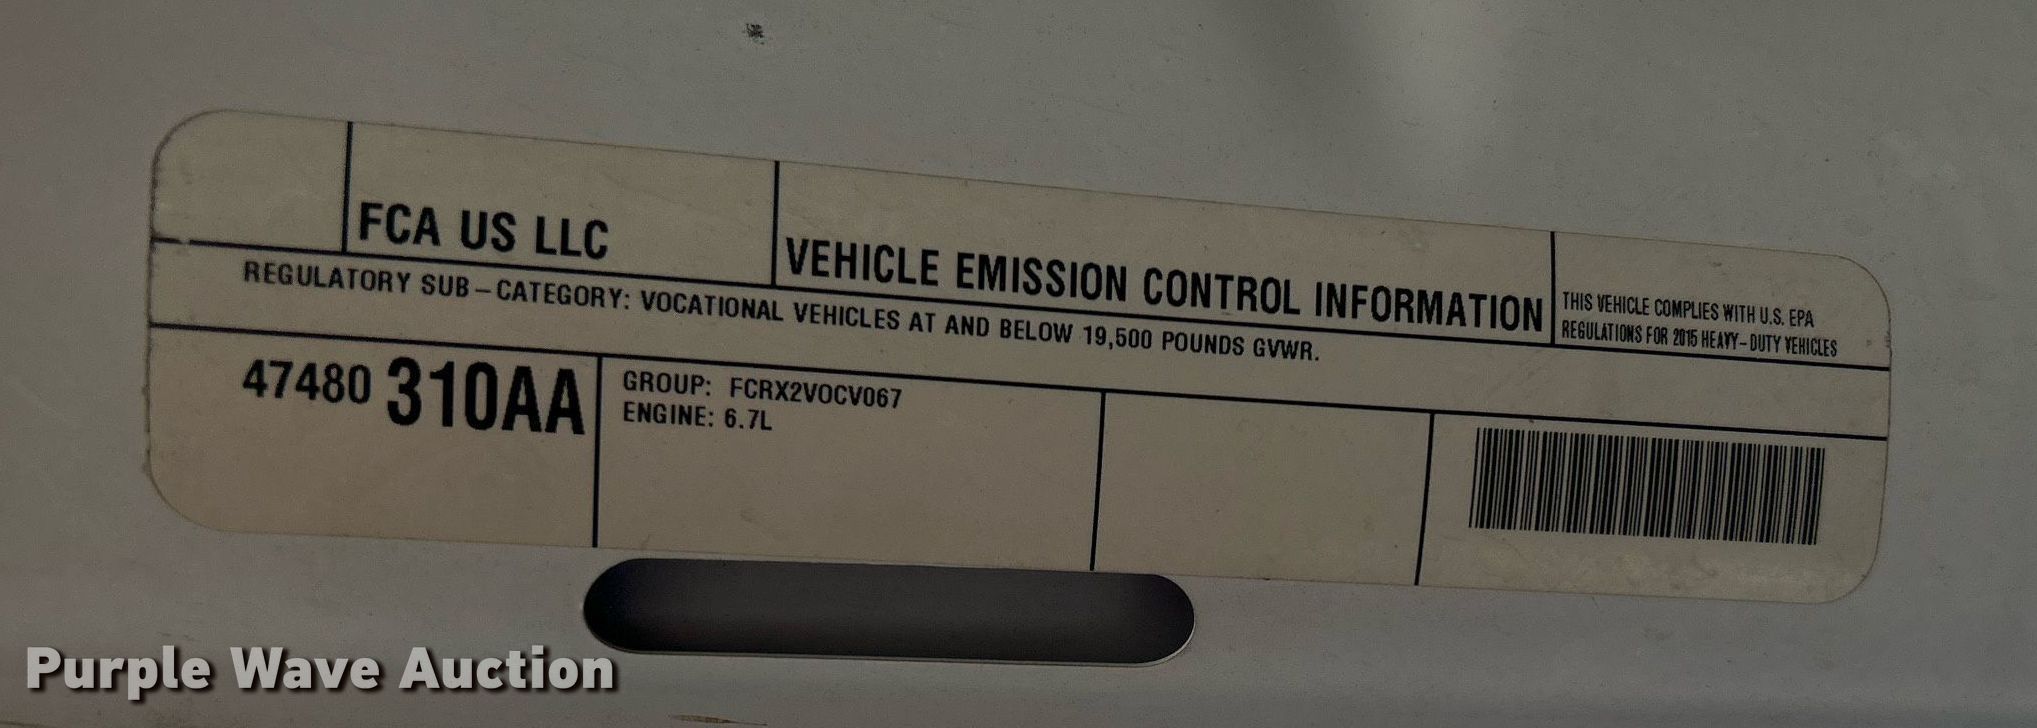 FCA US LLC
VEHICLE EMISSION CONTROL INFORMATION
THIS VEHICLE COMPLIES WITH U.S. EPA
REGULATIONS FOR 2015 HEAVY-DUTY VEHICLES
REGULATORY SUB-CATEGORY: VOCATIONAL VEHICLES AT AND BELOW 19,500 POUNDS GVWR.
47480 310AA
GROUP: FCRX2VOCV067
ENGINE: 6.7L
Purple Wave Auction